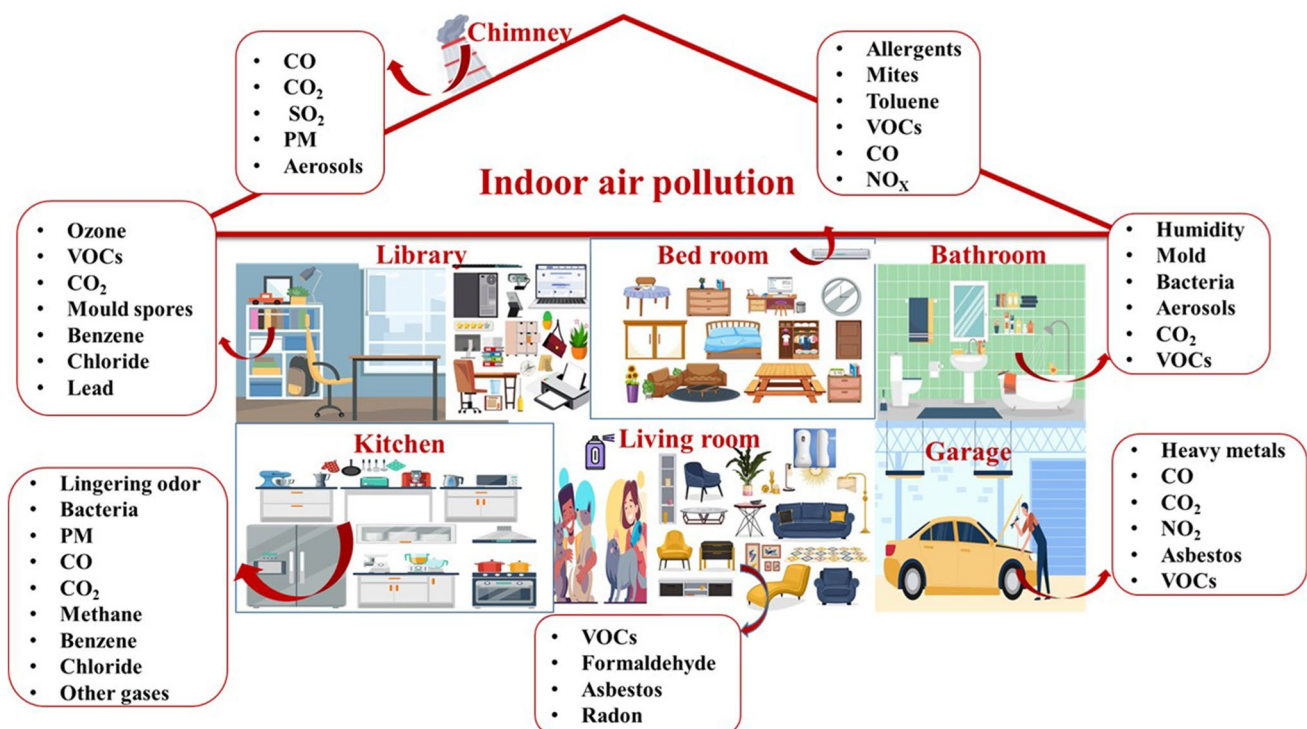 Chimney
• CO
• CO₂
• SO₂
• PM
• Aerosols
• Allergents
• Mites
• Toluene
• VOCs
• CO
• NOₓ
Indoor air pollution
• Ozone
• VOCs
• CO₂
• Mould spores
• Benzene
• Chloride
• Lead
Library
Bed room
Bathroom
• Humidity
• Mold
• Bacteria
• Aerosols
• CO₂
• VOCs
Kitchen
Living room
Garage
• Lingering odor
• Bacteria
• PM
• CO
• CO₂
• Methane
• Benzene
• Chloride
• Other gases
• VOCs
• Formaldehyde
• Asbestos
• Radon
• Heavy metals
• CO
• CO₂
• NO₂
• Asbestos
• VOCs